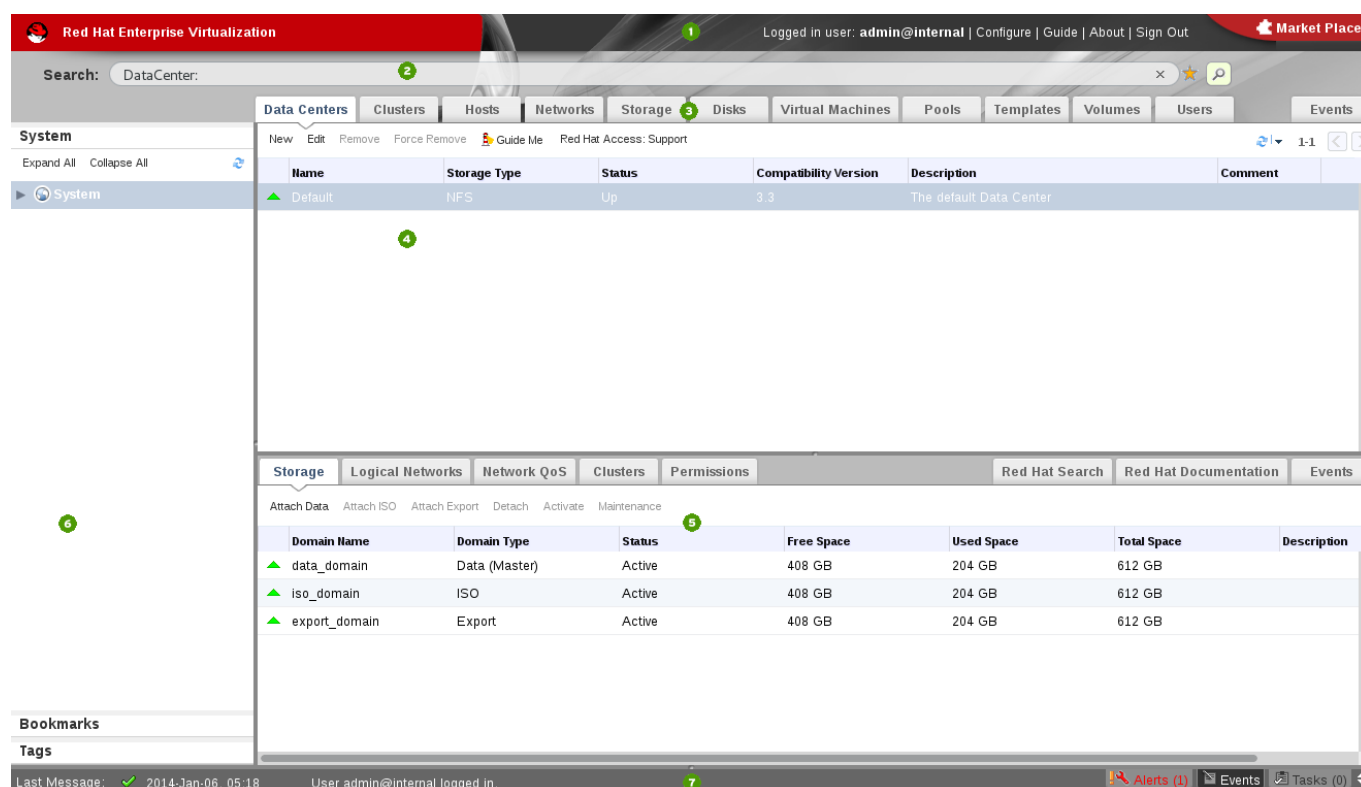 Red Hat Enterprise Virtualization
1
Logged in user: admin@internal | Configure | Guide | About | Sign Out
Market Place
Search: DataCenter:
2
Data Centers Clusters Hosts Networks Storage 3 Disks Virtual Machines Pools Templates Volumes Users Events
System
New Edit Remove Force Remove Guide Me Red Hat Access: Support 1-1
Expand All Collapse All
Name Storage Type Status Compatibility Version Description Comment
System
Default NFS Up 3.3 The default Data Center
4
Storage Logical Networks Network QoS Clusters Permissions Red Hat Search Red Hat Documentation Events
Attach Data Attach ISO Attach Export Detach Activate Maintenance
5
6
Domain Name Domain Type Status Free Space Used Space Total Space Description
data_domain Data (Master) Active 408 GB 204 GB 612 GB
iso_domain ISO Active 408 GB 204 GB 612 GB
export_domain Export Active 408 GB 204 GB 612 GB
Bookmarks
Tags
Last Message: 2014-Jan-06, 05:18 User admin@internal logged in. 7 Alerts (1) Events Tasks (0)